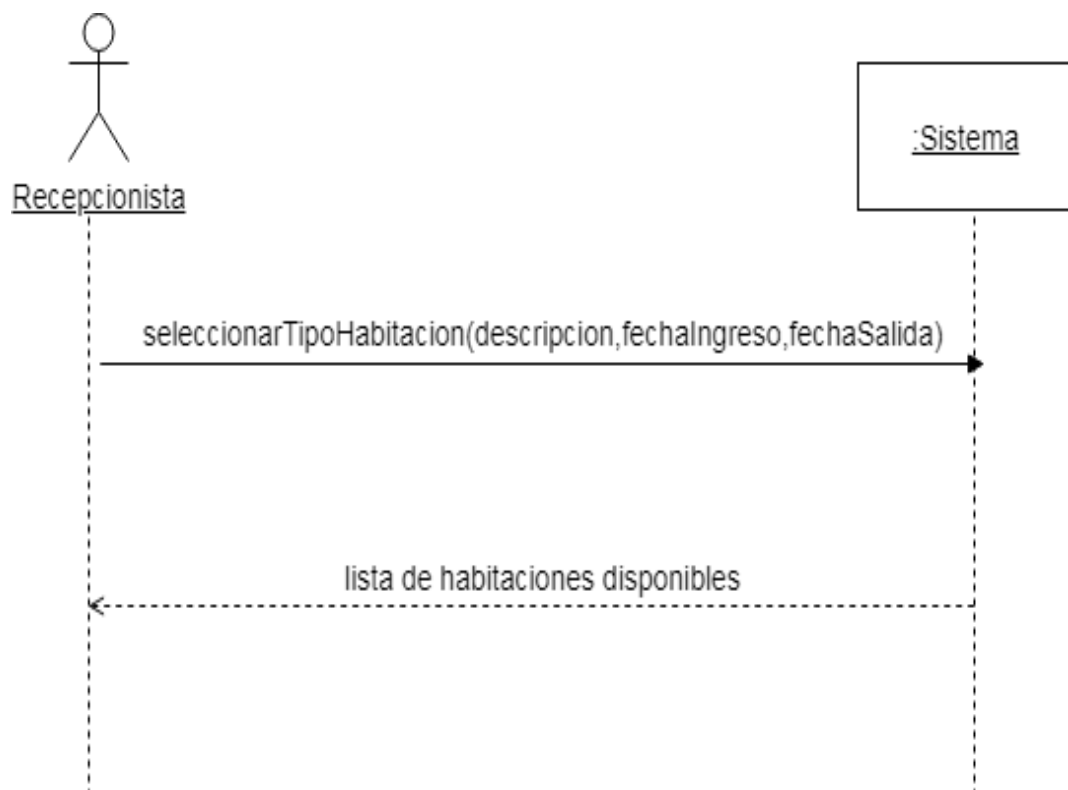 :Sistema
Recepcionista
seleccionarTipoHabitacion(descripcion,fechaIngreso,fechaSalida)
lista de habitaciones disponibles